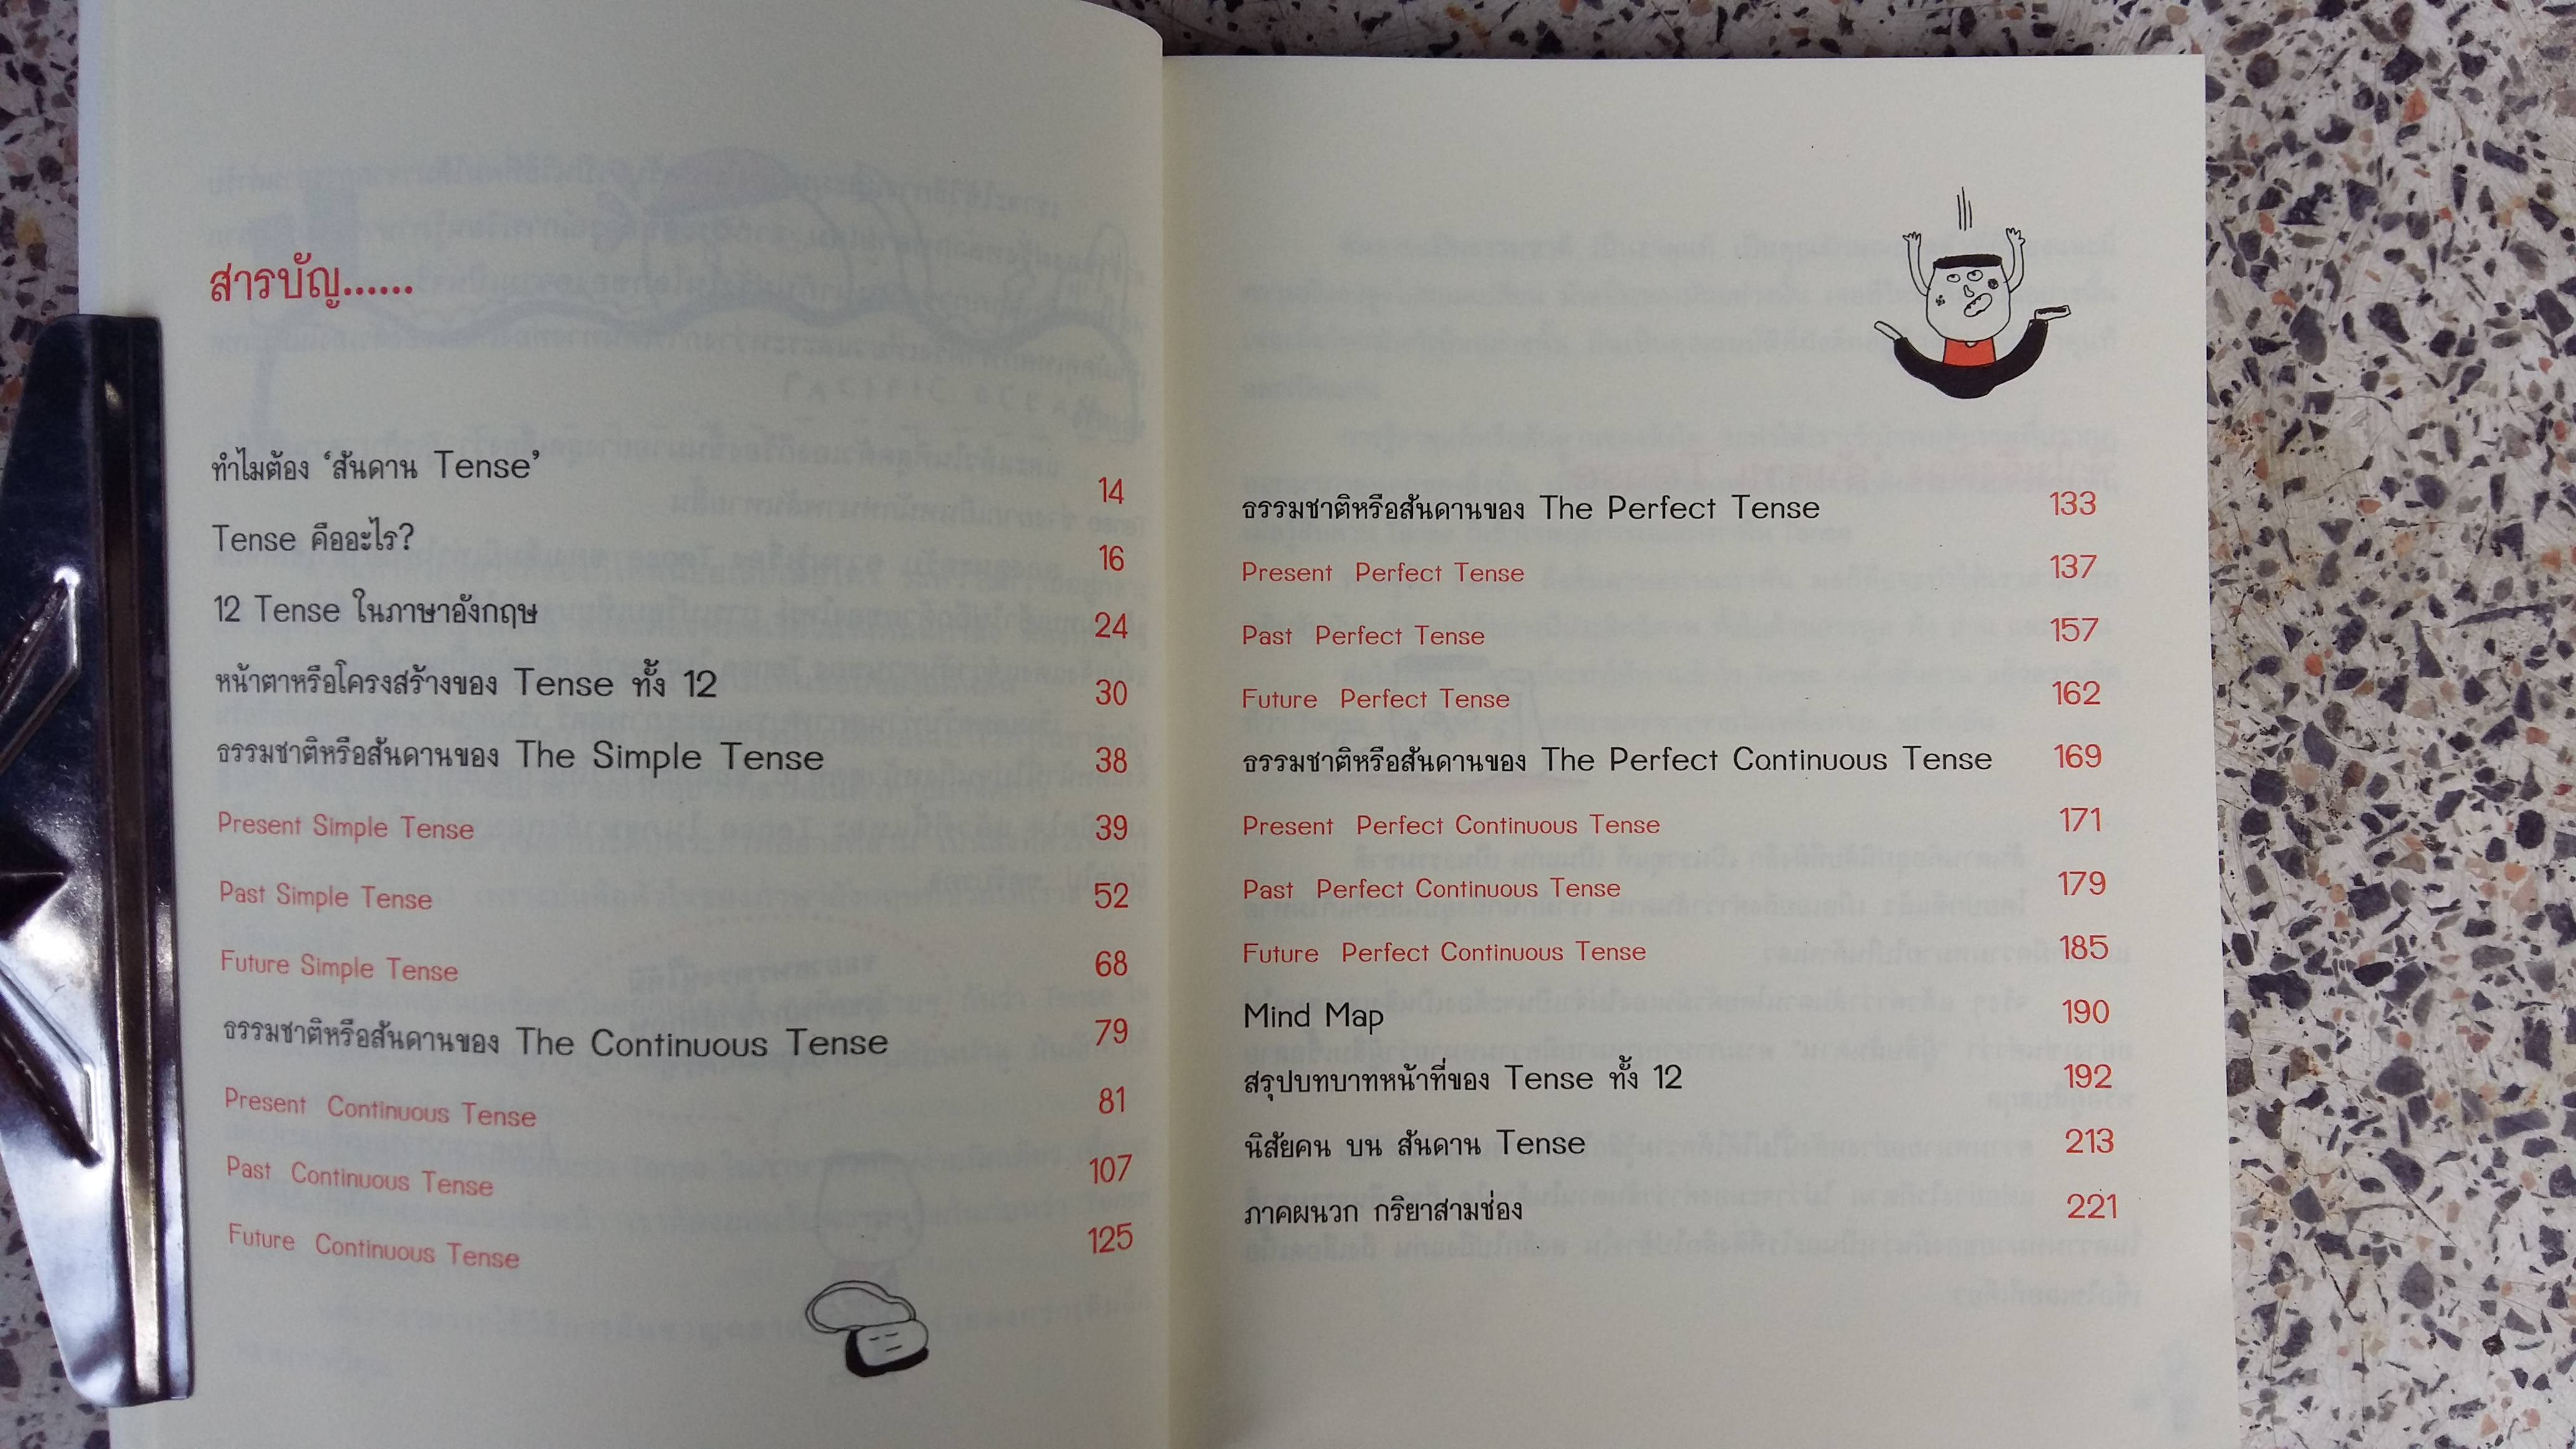 สารบัญ......
ทำไมต้อง ‘สันดาน Tense’ 14
Tense คืออะไร? 16
12 Tense ในภาษาอังกฤษ 24
หน้าตาหรือโครงสร้างของ Tense ทั้ง 12 30
ธรรมชาติหรือสันดานของ The Simple Tense 38
Present Simple Tense 39
Past Simple Tense 52
Future Simple Tense 68
ธรรมชาติหรือสันดานของ The Continuous Tense 79
Present Continuous Tense 81
Past Continuous Tense 107
Future Continuous Tense 125
ธรรมชาติหรือสันดานของ The Perfect Tense 133
Present Perfect Tense 137
Past Perfect Tense 157
Future Perfect Tense 162
ธรรมชาติหรือสันดานของ The Perfect Continuous Tense 169
Present Perfect Continuous Tense 171
Past Perfect Continuous Tense 179
Future Perfect Continuous Tense 185
Mind Map 190
สรุปบทบาทหน้าที่ของ Tense ทั้ง 12 192
นิสัยคน บน สันดาน Tense 213
ภาคผนวก กริยาสามช่อง 221